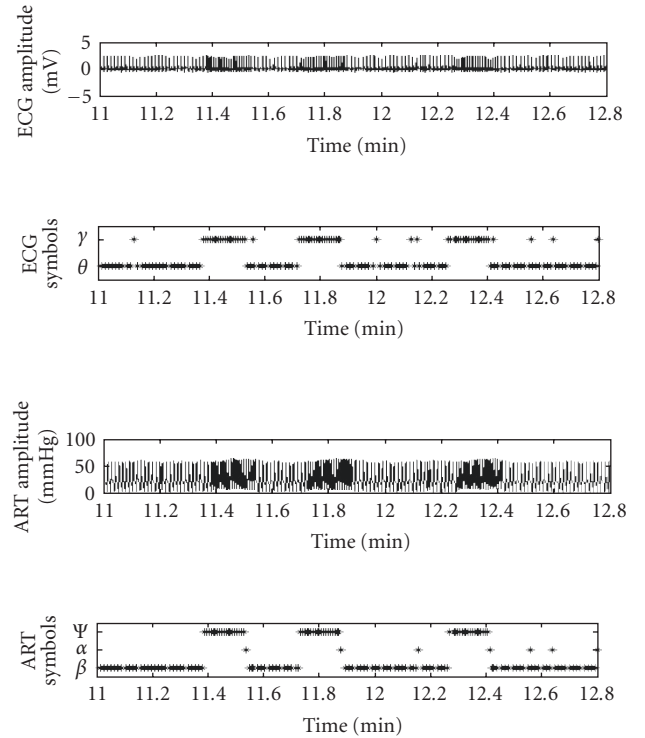 ECG amplitude
(mV)
5
0
−5
11 11.2 11.4 11.6 11.8 12 12.2 12.4 12.6 12.8
Time (min)
ECG
symbols
γ
θ
11 11.2 11.4 11.6 11.8 12 12.2 12.4 12.6 12.8
Time (min)
ART amplitude
(mmHg)
100
50
0
11 11.2 11.4 11.6 11.8 12 12.2 12.4 12.6 12.8
Time (min)
ART
symbols
Ψ
α
β
11 11.2 11.4 11.6 11.8 12 12.2 12.4 12.6 12.8
Time (min)